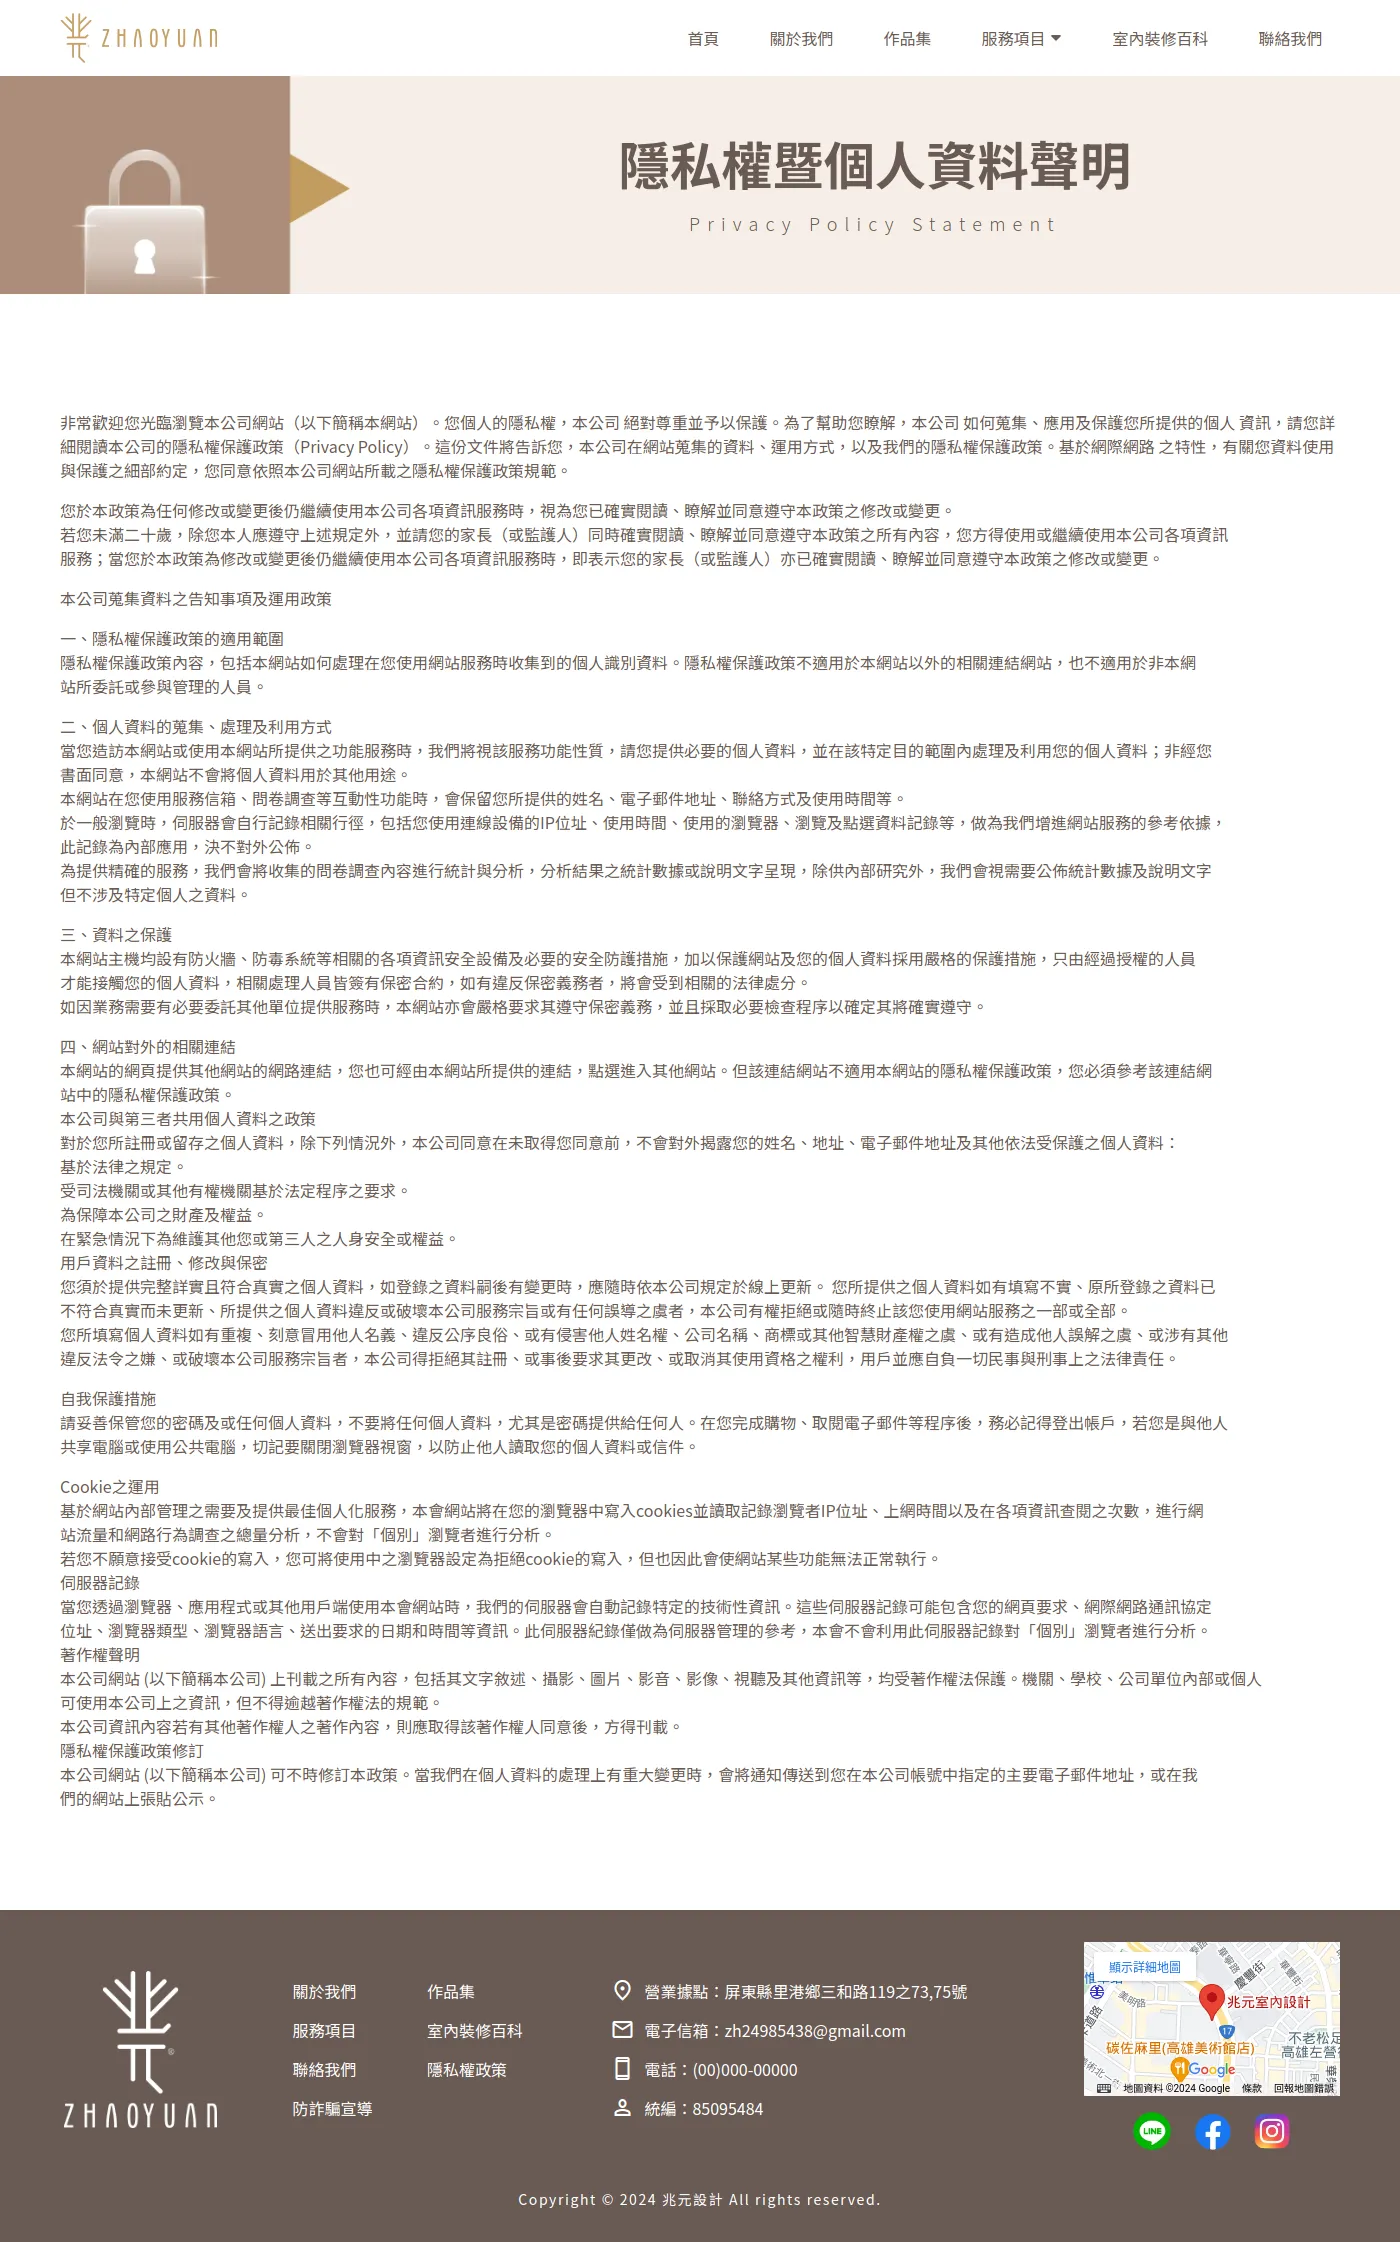 ZHAOYUAN
首頁
關於我們
作品集
服務項目
室內裝修百科
聯絡我們
隱私權暨個人資料聲明
Privacy Policy Statement
非常歡迎您光臨瀏覽本公司網站（以下簡稱本網站）。您個人的隱私權，本公司 絕對尊重並予以保護。為了幫助您瞭解，本公司 如何蒐集、應用及保護您所提供的個人 資訊，請您詳
細閱讀本公司的隱私權保護政策（Privacy Policy）。這份文件將告訴您，本公司在網站蒐集的資料、運用方式，以及我們的隱私權保護政策。基於網際網路 之特性，有關您資料使用
與保護之細部約定，您同意依照本公司網站所載之隱私權保護政策規範。
您於本政策為任何修改或變更後仍繼續使用本公司各項資訊服務時，視為您已確實閱讀、瞭解並同意遵守本政策之修改或變更。
若您未滿二十歲，除您本人應遵守上述規定外，並請您的家長（或監護人）同時確實閱讀、瞭解並同意遵守本政策之所有內容，您方得使用或繼續使用本公司各項資訊
服務；當您於本政策為修改或變更後仍繼續使用本公司各項資訊服務時，即表示您的家長（或監護人）亦已確實閱讀、瞭解並同意遵守本政策之修改或變更。
本公司蒐集資料之告知事項及運用政策
一、隱私權保護政策的適用範圍
隱私權保護政策內容，包括本網站如何處理在您使用網站服務時收集到的個人識別資料。隱私權保護政策不適用於本網站以外的相關連結網站，也不適用於非本網
站所委託或參與管理的人員。
二、個人資料的蒐集、處理及利用方式
當您造訪本網站或使用本網站所提供之功能服務時，我們將視該服務功能性質，請您提供必要的個人資料，並在該特定目的範圍內處理及利用您的個人資料；非經您
書面同意，本網站不會將個人資料用於其他用途。
本網站在您使用服務信箱、問卷調查等互動性功能時，會保留您所提供的姓名、電子郵件地址、聯絡方式及使用時間等。
於一般瀏覽時，伺服器會自行記錄相關行徑，包括您使用連線設備的IP位址、使用時間、使用的瀏覽器、瀏覽及點選資料記錄等，做為我們增進網站服務的參考依據，
此記錄為內部應用，決不對外公佈。
為提供精確的服務，我們會將收集的問卷調查內容進行統計與分析，分析結果之統計數據或說明文字呈現，除供內部研究外，我們會視需要公佈統計數據及說明文字
但不涉及特定個人之資料。
三、資料之保護
本網站主機均設有防火牆、防毒系統等相關的各項資訊安全設備及必要的安全防護措施，加以保護網站及您的個人資料採用嚴格的保護措施，只由經過授權的人員
才能接觸您的個人資料，相關處理人員皆簽有保密合約，如有違反保密義務者，將會受到相關的法律處分。
如因業務需要有必要委託其他單位提供服務時，本網站亦會嚴格要求其遵守保密義務，並且採取必要檢查程序以確定其將確實遵守。
四、網站對外的相關連結
本網站的網頁提供其他網站的網路連結，您也可經由本網站所提供的連結，點選進入其他網站。但該連結網站不適用本網站的隱私權保護政策，您必須參考該連結網
站中的隱私權保護政策。
本公司與第三者共用個人資料之政策
對於您所註冊或留存之個人資料，除下列情況外，本公司同意在未取得您同意前，不會對外揭露您的姓名、地址、電子郵件地址及其他依法受保護之個人資料：
基於法律之規定。
受司法機關或其他有權機關基於法定程序之要求。
為保障本公司之財產及權益。
在緊急情況下為維護其他您或第三人之人身安全或權益。
用戶資料之註冊、修改與保密
您須於提供完整詳實且符合真實之個人資料，如登錄之資料嗣後有變更時，應隨時依本公司規定於線上更新。 您所提供之個人資料如有填寫不實、原所登錄之資料已
不符合真實而未更新、所提供之個人資料違反或破壞本公司服務宗旨或有任何誤導之虞者，本公司有權拒絕或隨時終止該您使用網站服務之一部或全部。
您所填寫個人資料如有重複、刻意冒用他人名義、違反公序良俗、或有侵害他人姓名權、公司名稱、商標或其他智慧財產權之虞、或有造成他人誤解之虞、或涉有其他
違反法令之嫌、或破壞本公司服務宗旨者，本公司得拒絕其註冊、或事後要求其更改、或取消其使用資格之權利，用戶並應自負一切民事與刑事上之法律責任。
自我保護措施
請妥善保管您的密碼及或任何個人資料，不要將任何個人資料，尤其是密碼提供給任何人。在您完成購物、取閱電子郵件等程序後，務必記得登出帳戶，若您是與他人
共享電腦或使用公共電腦，切記要關閉瀏覽器視窗，以防止他人讀取您的個人資料或信件。
Cookie之運用
基於網站內部管理之需要及提供最佳個人化服務，本會網站將在您的瀏覽器中寫入cookies並讀取記錄瀏覽者IP位址、上網時間以及在各項資訊查閱之次數，進行網
站流量和網路行為調查之總量分析，不會對「個別」瀏覽者進行分析。
若您不願意接受cookie的寫入，您可將使用中之瀏覽器設定為拒絕cookie的寫入，但也因此會使網站某些功能無法正常執行。
伺服器記錄
當您透過瀏覽器、應用程式或其他用戶端使用本會網站時，我們的伺服器會自動記錄特定的技術性資訊。這些伺服器記錄可能包含您的網頁要求、網際網路通訊協定
位址、瀏覽器類型、瀏覽器語言、送出要求的日期和時間等資訊。此伺服器紀錄僅做為伺服器管理的參考，本會不會利用此伺服器記錄對「個別」瀏覽者進行分析。
著作權聲明
本公司網站 (以下簡稱本公司) 上刊載之所有內容，包括其文字敘述、攝影、圖片、影音、影像、視聽及其他資訊等，均受著作權法保護。機關、學校、公司單位內部或個人
可使用本公司上之資訊，但不得逾越著作權法的規範。
本公司資訊內容若有其他著作權人之著作內容，則應取得該著作權人同意後，方得刊載。
隱私權保護政策修訂
本公司網站 (以下簡稱本公司) 可不時修訂本政策。當我們在個人資料的處理上有重大變更時，會將通知傳送到您在本公司帳號中指定的主要電子郵件地址，或在我
們的網站上張貼公示。
ZHAOYUAN
®
關於我們
服務項目
聯絡我們
防詐騙宣導
作品集
室內裝修百科
隱私權政策
營業據點：屏東縣里港鄉三和路119之73,75號
電子信箱：zh24985438@gmail.com
電話：(00)000-00000
統編：85095484
顯示詳細地圖
慶豐街
華寧路
美明路
兆元室內設計
17
不老松足
高雄左營
碳佐麻里(高雄美術館店)
Google
地圖資料 ©2024 Google
條款
回報地圖錯誤
LINE
Copyright © 2024 兆元設計 All rights reserved.